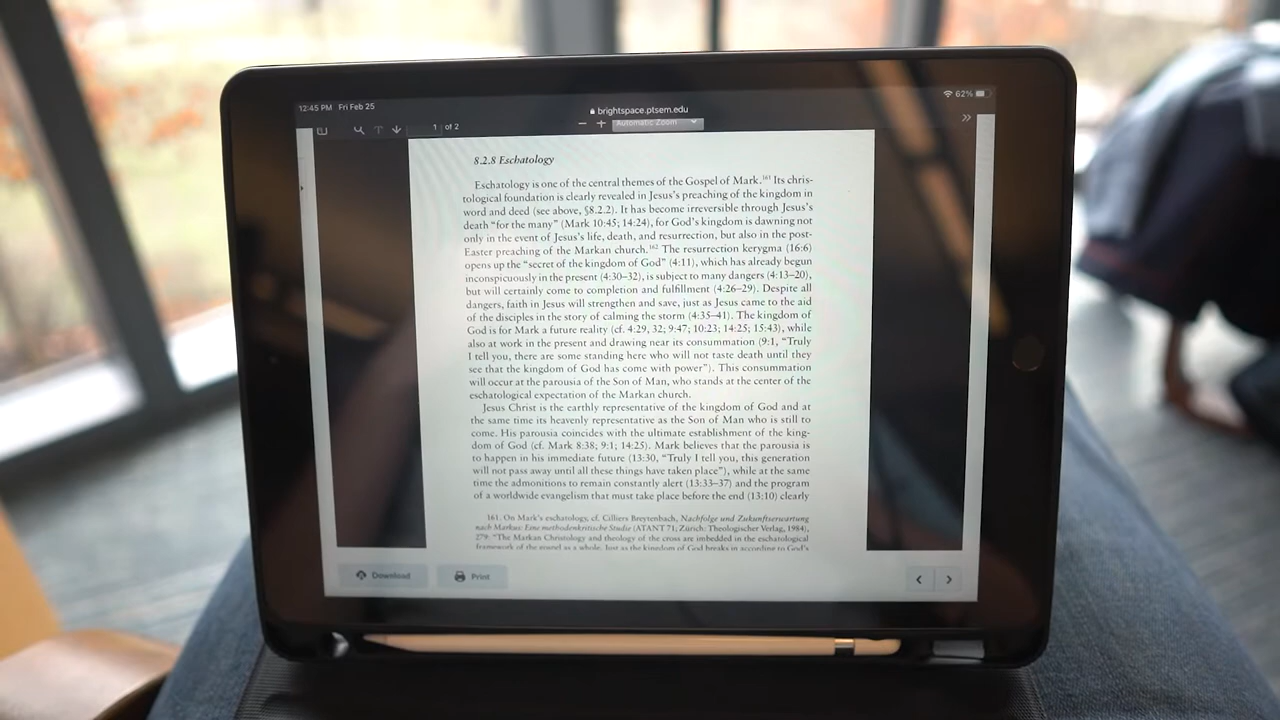 12:45 PM Fri Feb 25
62%
brightspace.ptsem.edu
1 of 2
Automatic Zoom
8.2.8 Eschatology
Eschatology is one of the central themes of the Gospel of Mark.161 Its chris-
tological foundation is clearly revealed in Jesus's preaching of the kingdom in
word and deed (see above, §8.2.2). It has become irreversible through Jesus's
death “for the many” (Mark 10:45; 14:24), for God's kingdom is dawning not
only in the event of Jesus's life, death, and resurrection, but also in the post-
Easter preaching of the Markan church.162 The resurrection kerygma (16:6)
opens up the “secret of the kingdom of God” (4:11), which has already begun
inconspicuously in the present (4:30–32), is subject to many dangers (4:13–20),
but will certainly come to completion and fulfillment (4:26–29). Despite all
dangers, faith in Jesus will strengthen and save, just as Jesus came to the aid
of the disciples in the story of calming the storm (4:35–41). The kingdom of
God is for Mark a future reality (cf. 4:29, 32; 9:47; 10:23; 14:25; 15:43), while
also at work in the present and drawing near its consummation (9:1, “Truly
I tell you, there are some standing here who will not taste death until they
see that the kingdom of God has come with power”). This consummation
will occur at the parousia of the Son of Man, who stands at the center of the
eschatological expectation of the Markan church.
Jesus Christ is the earthly representative of the kingdom of God and at
the same time its heavenly representative as the Son of Man who is still to
come. His parousia coincides with the ultimate establishment of the king-
dom of God (cf. Mark 8:38; 9:1; 14:25). Mark believes that the parousia is
to happen in his immediate future (13:30, “Truly I tell you, this generation
will not pass away until all these things have taken place”), while at the same
time the admonitions to remain constantly alert (13:33–37) and the program
of a worldwide evangelism that must take place before the end (13:10) clearly
161. On Mark's eschatology, cf. Cilliers Breytenbach, Nachfolge und Zukunftserwartung
nach Markus: Eine methodenkritische Studie (ATANT 71; Zürich: Theologischer Verlag, 1984),
279: “The Markan Christology and theology of the cross are imbedded in the eschatological
framework of the gospel as a whole. Just as the kingdom of God breaks in according to God's
Download
Print